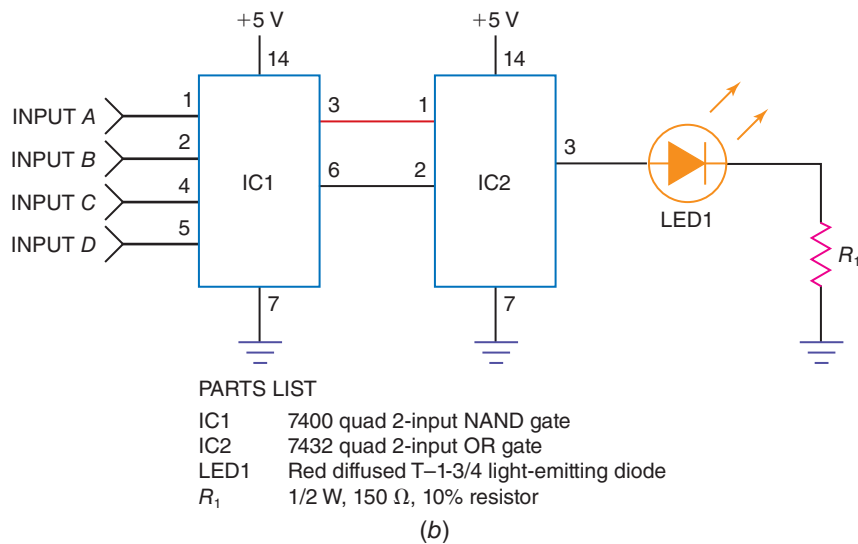 +5 V +5 V
14 14
INPUT A 1 3 1
INPUT B 2 3
INPUT C 4 IC1 6 2 IC2
INPUT D 5 LED1
R1
7 7
PARTS LIST
IC1 7400 quad 2-input NAND gate
IC2 7432 quad 2-input OR gate
LED1 Red diffused T–1-3/4 light-emitting diode
R1 1/2 W, 150 Ω, 10% resistor
(b)